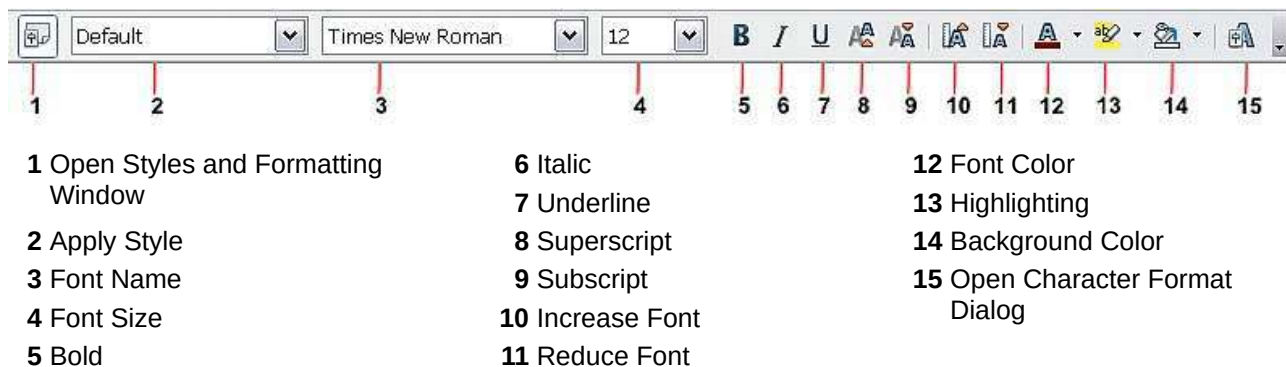 Default Times New Roman 12 B I U
1 2 3 4 5 6 7 8 9 10 11 12 13 14 15
1 Open Styles and Formatting
Window
2 Apply Style
3 Font Name
4 Font Size
5 Bold
6 Italic
7 Underline
8 Superscript
9 Subscript
10 Increase Font
11 Reduce Font
12 Font Color
13 Highlighting
14 Background Color
15 Open Character Format
Dialog